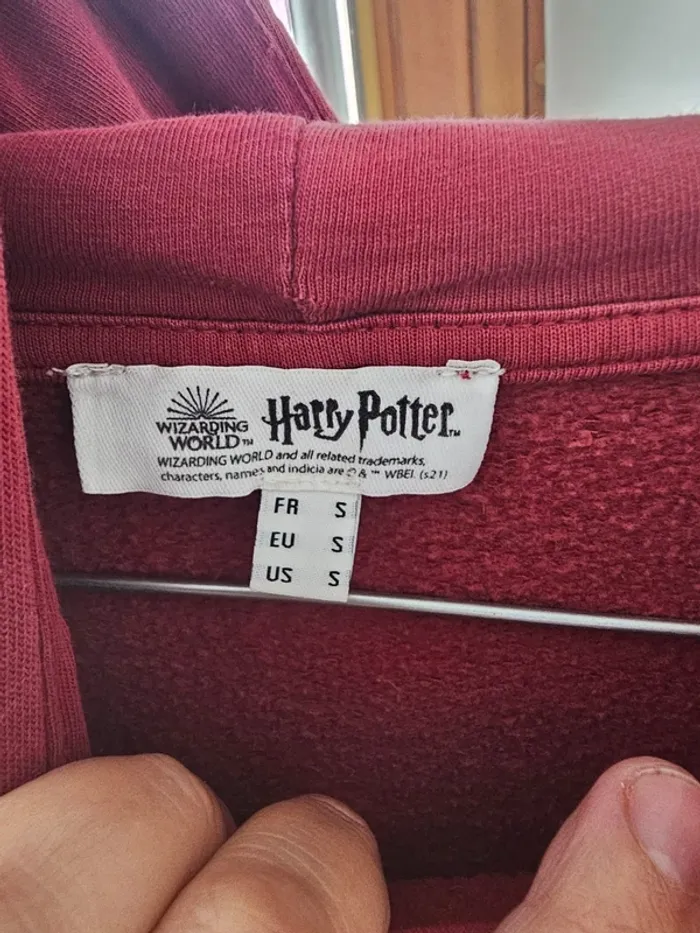 WIZARDING
WORLD™
Harry Potter™
WIZARDING WORLD and all related trademarks,
characters, names and indicia are © & ™ WBEI. (s21)
FR S
EU S
US S